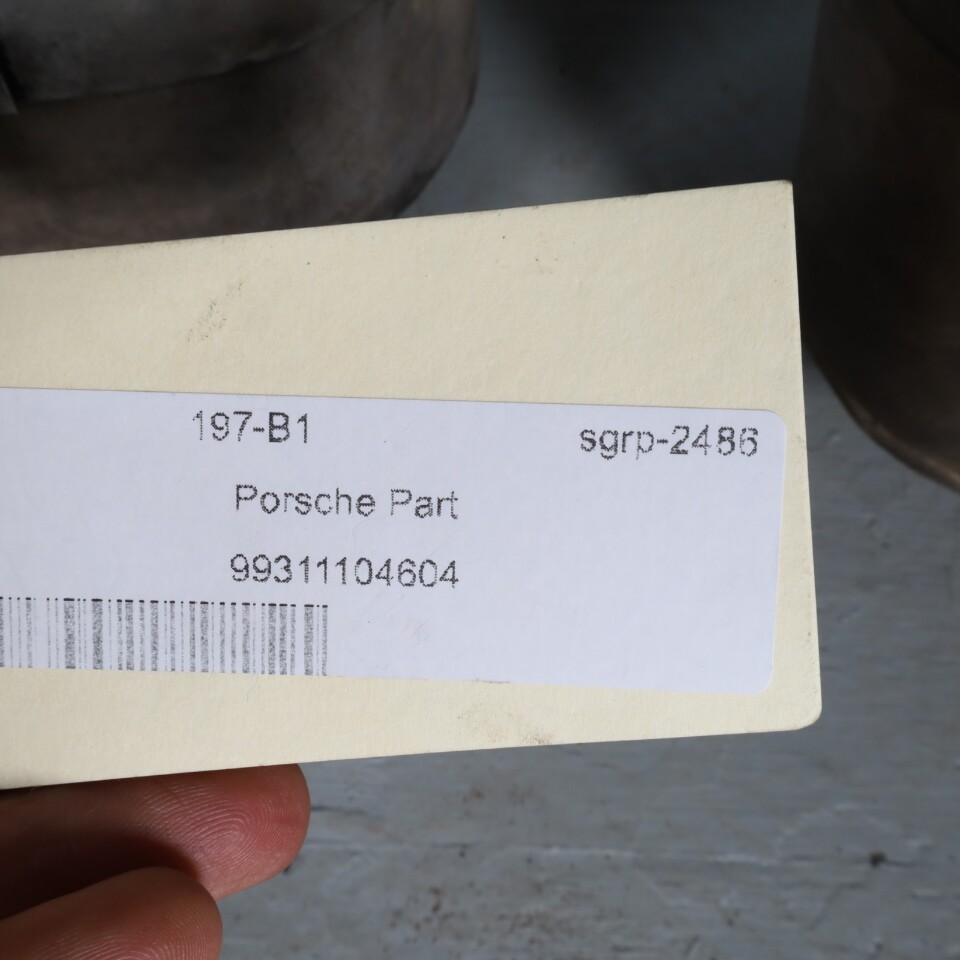 197-B1 sgrp-2486
Porsche Part
99311104604